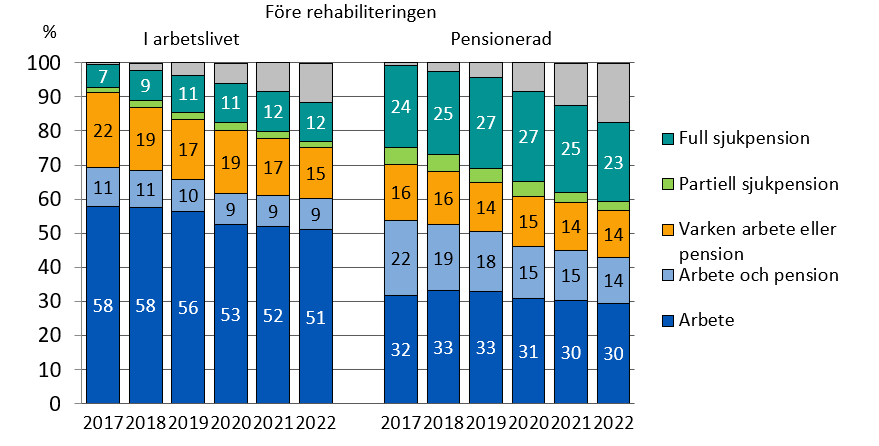 Före rehabiliteringen
% I arbetslivet Pensionerad
100
90
80
70
60
50
40
30
20
10
0
7 9 11 11 12 12
22 19 17 19 17 15
11 11 10 9 9 9
58 58 56 53 52 51
24 25 27 27 25 23
16 16 14 15 14 14
22 19 18 15 15 14
32 33 33 31 30 30
2017 2018 2019 2020 2021 2022 2017 2018 2019 2020 2021 2022
Full sjukpension
Partiell sjukpension
Varken arbete eller
pension
Arbete och pension
Arbete